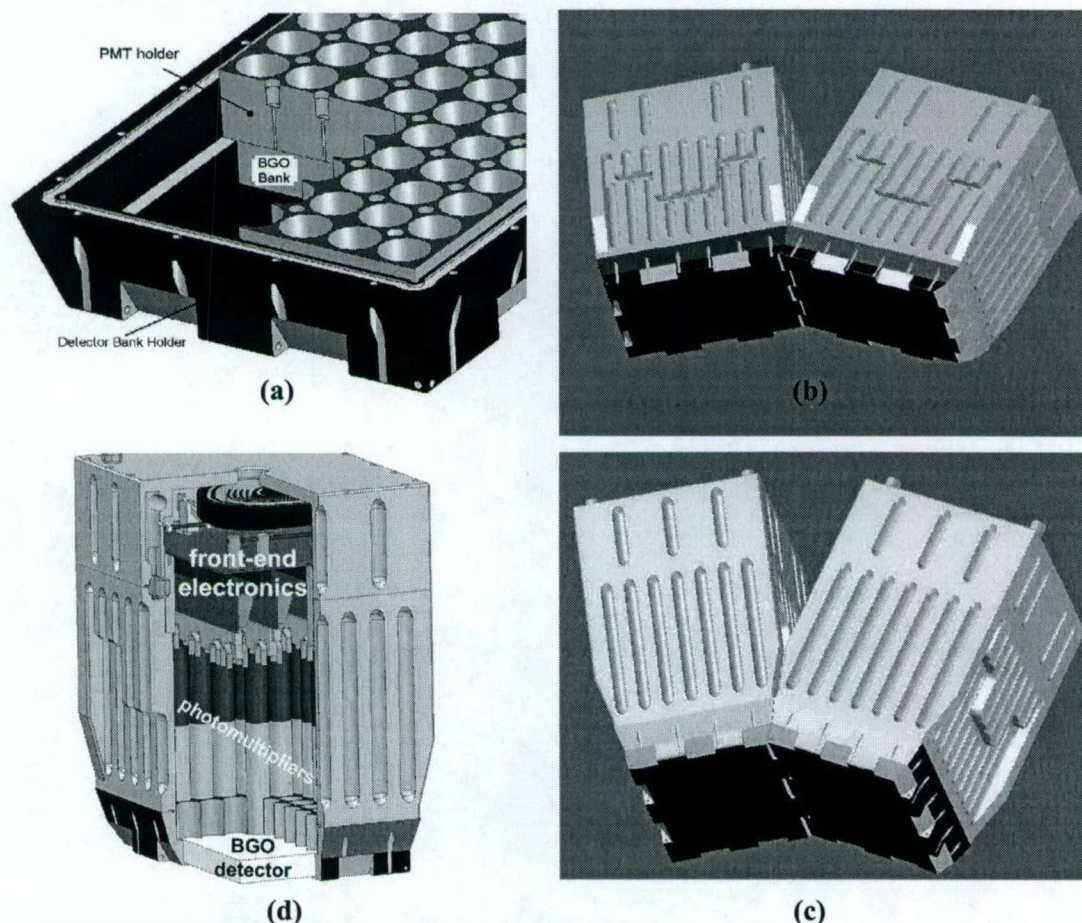 PMT holder
BGO
Bank
Detector Bank Holder
(a)
(b)
front-end
electronics
photomultipliers
BGO
detector
(d)
(c)